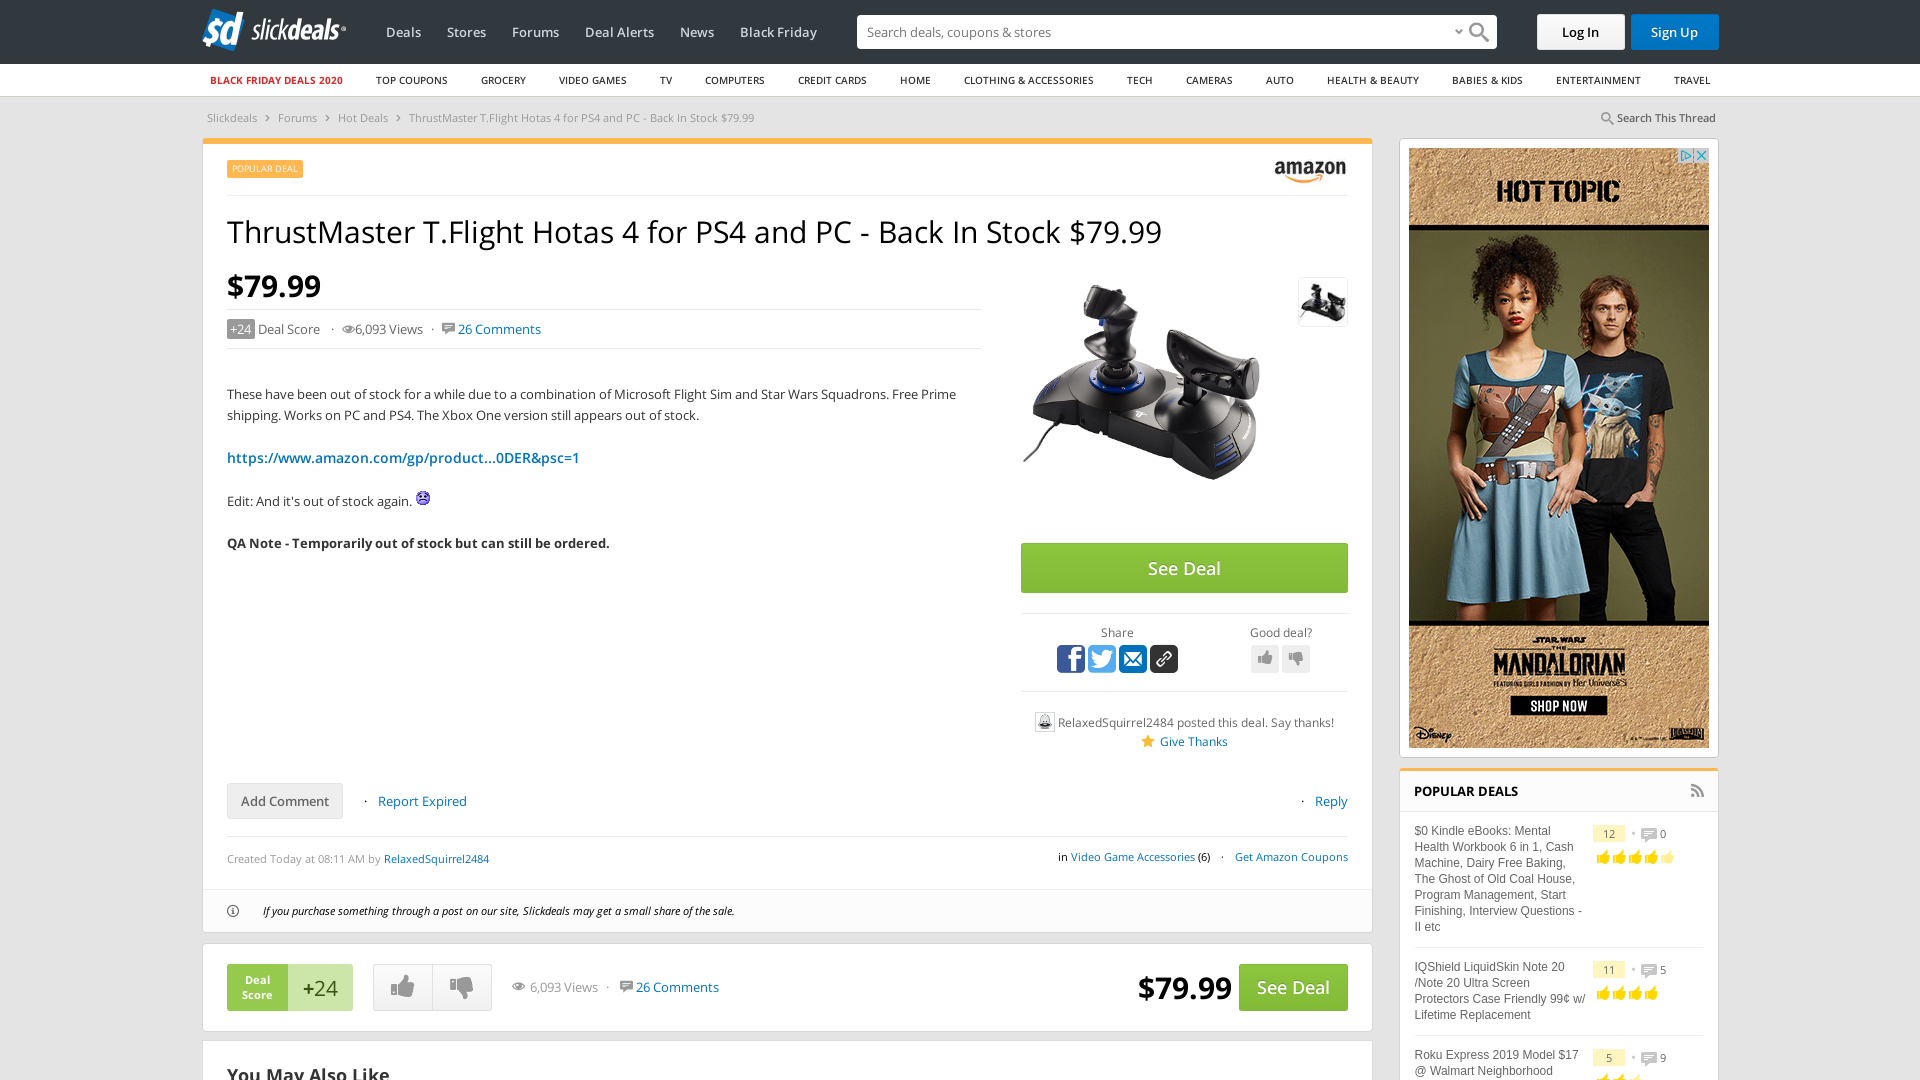 sd slickdeals
Deals
Stores
Forums
Deal Alerts
News
Black Friday
Search deals, coupons & stores
Log In
Sign Up
BLACK FRIDAY DEALS 2020
TOP COUPONS
GROCERY
VIDEO GAMES
TV
COMPUTERS
CREDIT CARDS
HOME
CLOTHING & ACCESSORIES
TECH
CAMERAS
AUTO
HEALTH & BEAUTY
BABIES & KIDS
ENTERTAINMENT
TRAVEL
Slickdeals › Forums › Hot Deals › ThrustMaster T.Flight Hotas 4 for PS4 and PC - Back In Stock $79.99
Search This Thread
POPULAR DEAL
amazon
ThrustMaster T.Flight Hotas 4 for PS4 and PC - Back In Stock $79.99
$79.99
+24 Deal Score · 6,093 Views · 26 Comments
These have been out of stock for a while due to a combination of Microsoft Flight Sim and Star Wars Squadrons. Free Prime
shipping. Works on PC and PS4. The Xbox One version still appears out of stock.
https://www.amazon.com/gp/product...0DER&psc=1
Edit: And it's out of stock again.
QA Note - Temporarily out of stock but can still be ordered.
See Deal
Share
Good deal?
RelaxedSquirrel2484 posted this deal. Say thanks!
Give Thanks
Add Comment
· Report Expired
· Reply
Created Today at 08:11 AM by RelaxedSquirrel2484
in Video Game Accessories (6) · Get Amazon Coupons
If you purchase something through a post on our site, Slickdeals may get a small share of the sale.
Deal
Score
+24
6,093 Views · 26 Comments
$79.99
See Deal
You May Also Like
HOT TOPIC
STAR WARS
THE
MANDALORIAN
FEATURING GIRLS FASHION BY Her Universe
SHOP NOW
Disney
LUCASFILM
POPULAR DEALS
$0 Kindle eBooks: Mental
Health Workbook 6 in 1, Cash
Machine, Dairy Free Baking,
The Ghost of Old Coal House,
Program Management, Start
Finishing, Interview Questions -
II etc
12 • 0
IQShield LiquidSkin Note 20
/Note 20 Ultra Screen
Protectors Case Friendly 99¢ w/
Lifetime Replacement
11 • 5
Roku Express 2019 Model $17
@ Walmart Neighborhood
5 • 9